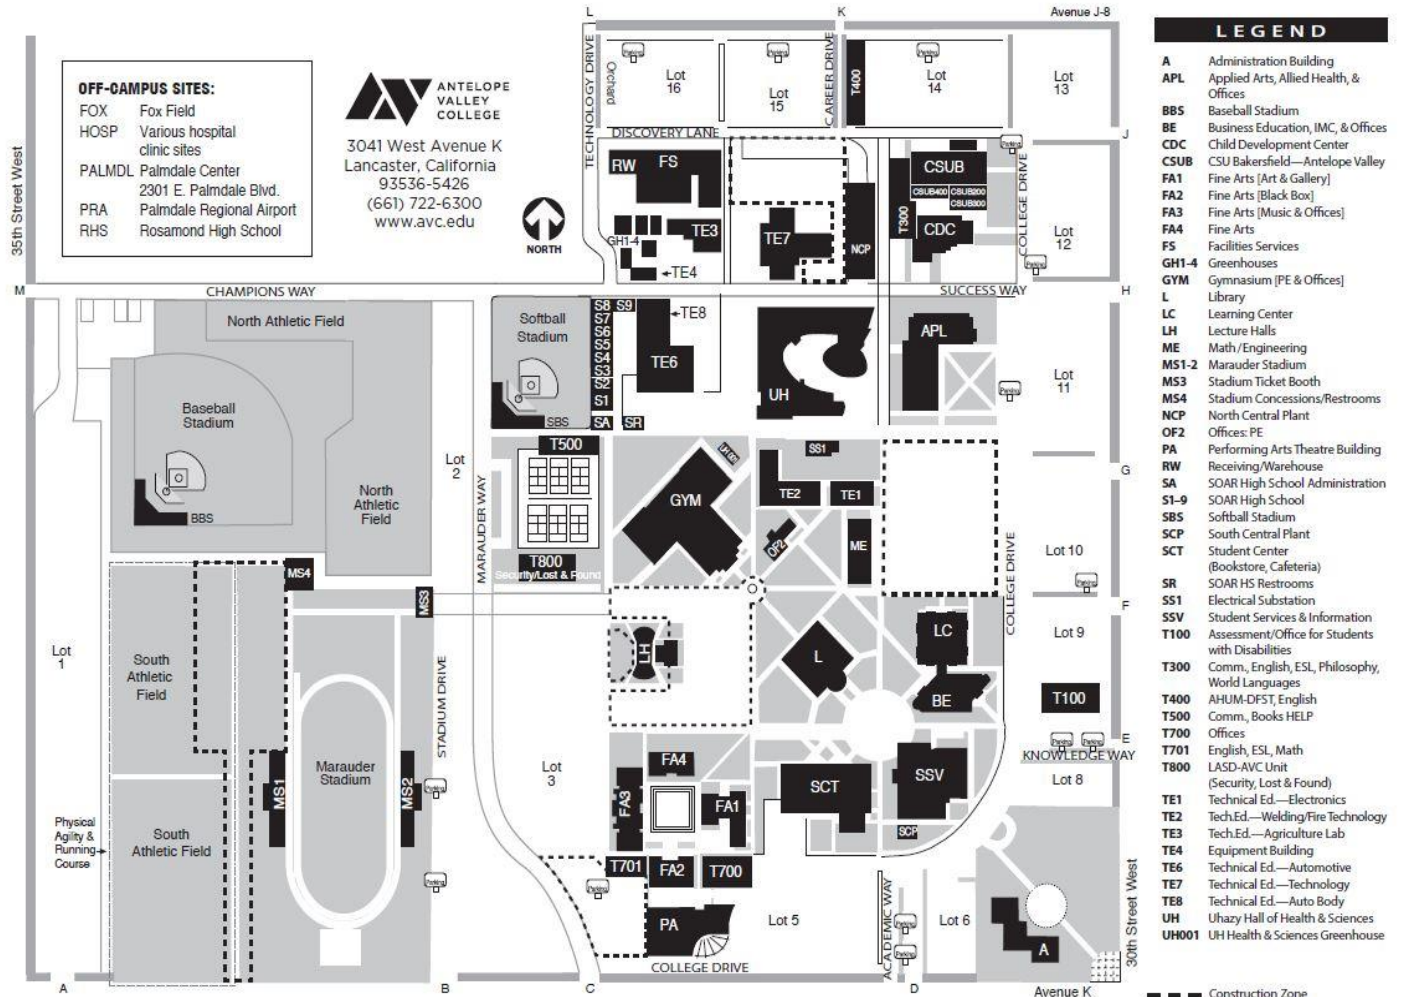 L
K
Avenue J-8
35th Street West
OFF-CAMPUS SITES:
FOX Fox Field
HOSP Various hospital
clinic sites
PALMDL Palmdale Center
2301 E. Palmdale Blvd.
PRA Palmdale Regional Airport
RHS Rosamond High School
ANTELOPE
VALLEY
COLLEGE
3041 West Avenue K
Lancaster, California
93536-5426
(661) 722-6300
www.avc.edu
NORTH
TECHNOLOGY DRIVE
Orchard
Parking
Lot
16
Parking
Lot
15
CAREER DRIVE
T400
Parking
Lot
14
Lot
13
DISCOVERY LANE
J
RW
FS
GH1-4
TE3
TE4
TE7
NCP
T300
CSUB
CSUB400
CSUB200
CSUB300
CDC
Parking
COLLEGE DRIVE
Lot
12
Parking
M
CHAMPIONS WAY
SUCCESS WAY
H
North Athletic Field
Softball
Stadium
S8
S9
S7
S6
S5
S4
S3
S2
S1
SA
SR
SBS
TE8
TE6
UH
APL
Lot
11
Parking
Baseball
Stadium
BBS
North
Athletic
Field
Lot
2
MARAUDER WAY
T500
T800
Security/Lost & Found
UH 001
GYM
SS1
TE2
TE1
OF2
ME
G
Lot 10
Parking
COLLEGE DRIVE
F
MS4
MS3
Lot
1
South
Athletic
Field
STADIUM DRIVE
LH
L
LC
BE
Lot 9
T100
Parking
Parking
E
KNOWLEDGE WAY
Lot 8
MS1
Marauder
Stadium
MS2
Parking
Lot
3
FA4
FA3
FA1
SCT
SSV
SCP
Physical
Agility &
Running
Course
South
Athletic Field
Parking
T701
FA2
T700
Parking
PA
Lot 5
ACADEMIC WAY
Parking
Parking
Lot 6
A
30th Street West
COLLEGE DRIVE
A
B
C
D
Avenue K
LEGEND
A Administration Building
APL Applied Arts, Allied Health, &
Offices
BBS Baseball Stadium
BE Business Education, IMC, & Offices
CDC Child Development Center
CSUB CSU Bakersfield—Antelope Valley
FA1 Fine Arts [Art & Gallery]
FA2 Fine Arts [Black Box]
FA3 Fine Arts [Music & Offices]
FA4 Fine Arts
FS Facilities Services
GH1-4 Greenhouses
GYM Gymnasium [PE & Offices]
L Library
LC Learning Center
LH Lecture Halls
ME Math/Engineering
MS1-2 Marauder Stadium
MS3 Stadium Ticket Booth
MS4 Stadium Concessions/Restrooms
NCP North Central Plant
OF2 Offices: PE
PA Performing Arts Theatre Building
RW Receiving/Warehouse
SA SOAR High School Administration
S1-9 SOAR High School
SBS Softball Stadium
SCP South Central Plant
SCT Student Center
(Bookstore, Cafeteria)
SR SOAR HS Restrooms
SS1 Electrical Substation
SSV Student Services & Information
T100 Assessment/Office for Students
with Disabilities
T300 Comm., English, ESL, Philosophy,
World Languages
T400 AHUM-DFST, English
T500 Comm., Books HELP
T700 Offices
T701 English, ESL, Math
T800 LASD-AVC Unit
(Security, Lost & Found)
TE1 Technical Ed.—Electronics
TE2 Tech.Ed.—Welding/Fire Technology
TE3 Tech.Ed.—Agriculture Lab
TE4 Equipment Building
TE6 Technical Ed.—Automotive
TE7 Technical Ed.—Technology
TE8 Technical Ed.—Auto Body
UH Uhazy Hall of Health & Sciences
UH001 UH Health & Sciences Greenhouse
Construction Zone